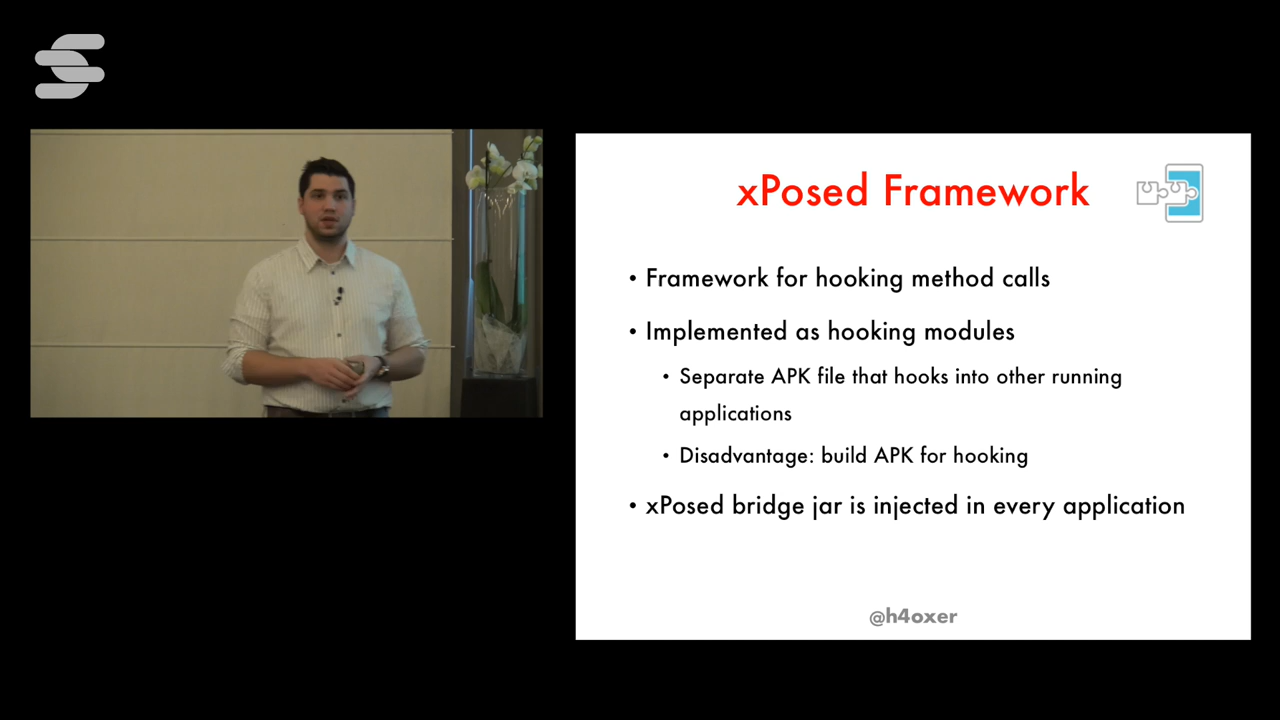 xPosed Framework
• Framework for hooking method calls
• Implemented as hooking modules
• Separate APK file that hooks into other running
applications
• Disadvantage: build APK for hooking
• xPosed bridge jar is injected in every application
@h4oxer